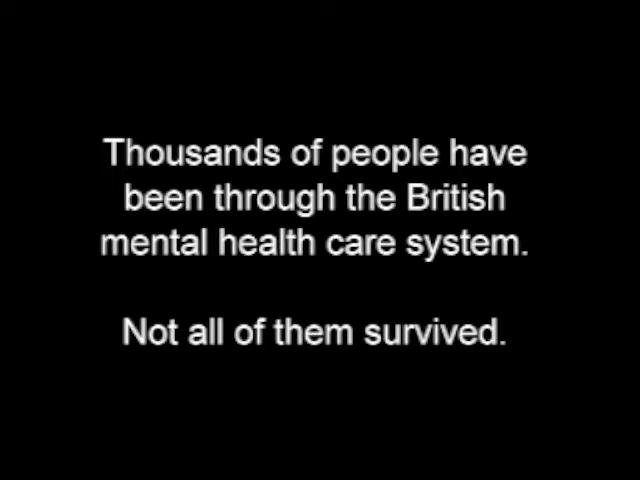 Thousands of people have
been through the British
mental health care system.
Not all of them survived.